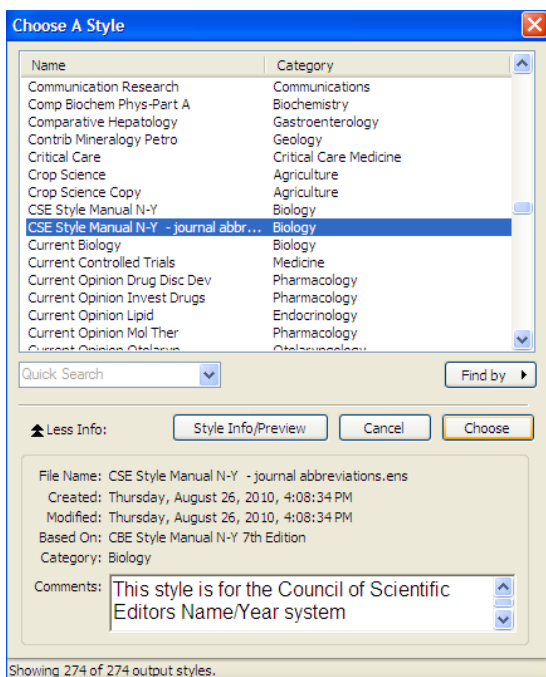 Choose A Style
Name Category
Communication Research Communications
Comp Biochem Phys-Part A Biochemistry
Comparative Hepatology Gastroenterology
Contrib Mineralogy Petro Geology
Critical Care Critical Care Medicine
Crop Science Agriculture
Crop Science Copy Agriculture
CSE Style Manual N-Y Biology
CSE Style Manual N-Y - journal abbr... Biology
Current Biology Biology
Current Controlled Trials Medicine
Current Opinion Drug Disc Dev Pharmacology
Current Opinion Invest Drugs Pharmacology
Current Opinion Lipid Endocrinology
Current Opinion Mol Ther Pharmacology
Current Opinion Otolaryn Otolaryngology
Quick Search Find by
Less Info: Style Info/Preview Cancel Choose
File Name: CSE Style Manual N-Y - journal abbreviations.ens
Created: Thursday, August 26, 2010, 4:08:34 PM
Modified: Thursday, August 26, 2010, 4:08:34 PM
Based On: CBE Style Manual N-Y 7th Edition
Category: Biology
Comments: This style is for the Council of Scientific
Editors Name/Year system
Showing 274 of 274 output styles.